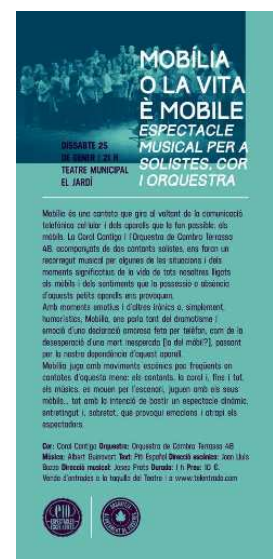 MOBÍLIA
O LA VITA
È MOBILE
ESPECTACLE
MUSICAL PER A
SOLISTES, COR
I ORQUESTRA
DISSABTE 25
DE GENER / 21 H
TEATRE MUNICIPAL
EL JARDÍ
Mobília és una cantata que gira al voltant de la comunicació
telefònica cel·lular i dels aparells que la fan possible: els
mòbils. La Coral Cantiga i l'Orquestra de Cambra Terrassa
48, acompanyats de dos cantants solistes, ens faran un
recorregut musical per algunes de les situacions i dels
moments significatius de la vida de tots nosaltres lligats
als mòbils i dels sentiments que la possessió o absència
d'aquests petits aparells ens provoquen.
Amb moments emotius i d'altres irònics o, simplement,
humorístics, Mobília, ens parla tant del dramatisme i
emoció d'una declaració amorosa feta per telèfon, com de la
desesperació d'una mort inesperada (la del mòbil?), passant
per la nostra dependència d'aquest aparell.
Mobília juga amb moviments escènics poc freqüents en
cantates d'aquesta mena: els cantants, la coral i, fins i tot,
els músics, es mouen per l'escenari, juguen amb els seus
mòbils... tot amb la intenció de bastir un espectacle dinàmic,
entretingut i, sobretot, que provoqui emocions i atrapi els
espectadors.
Cor: Coral Cantiga Orquestra: Orquestra de Cambra Terrassa 48
Música: Albert Guinovart Text: Piti Español Direcció escènica: Joan Lluís
Bozzo Direcció musical: Josep Prats Durada: 1 h Preu: 10 €.
Venda d'entrades a la taquilla del Teatre i a www.telentrada.com